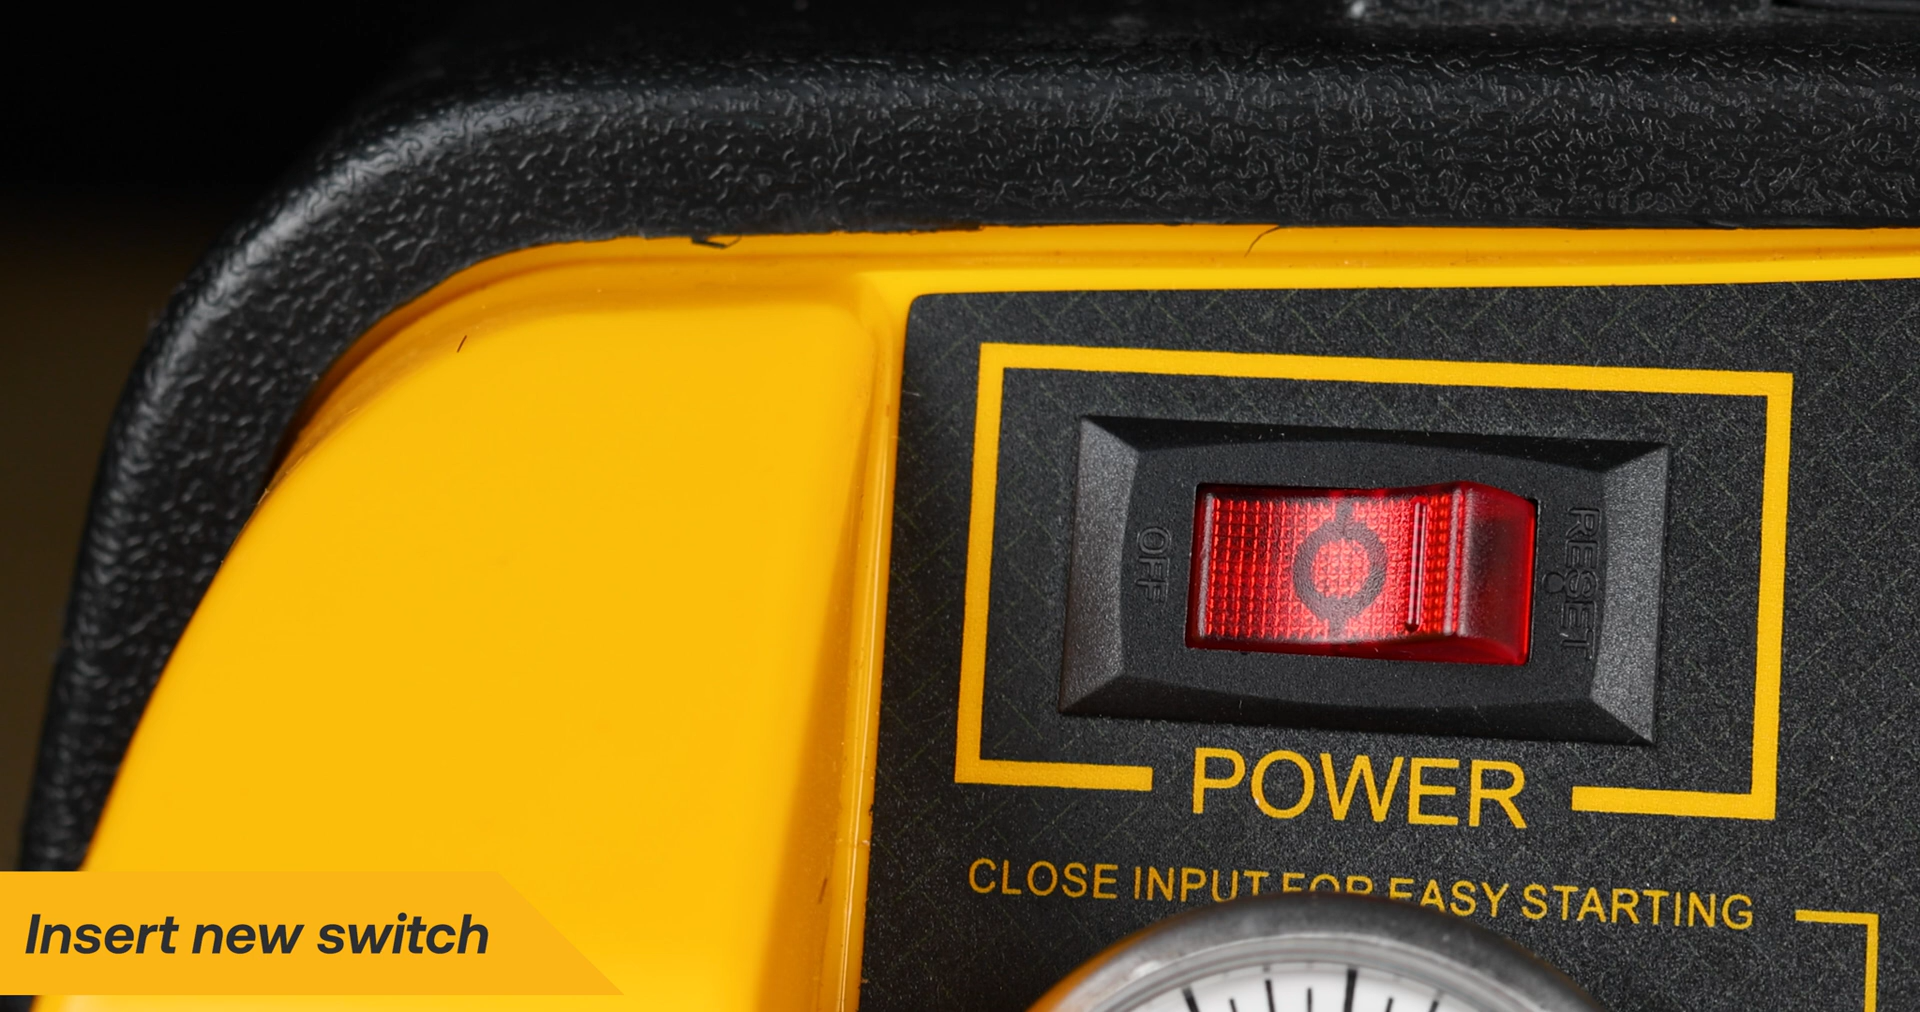 OFF
RESET
POWER
CLOSE INPUT FOR EASY STARTING
Insert new switch